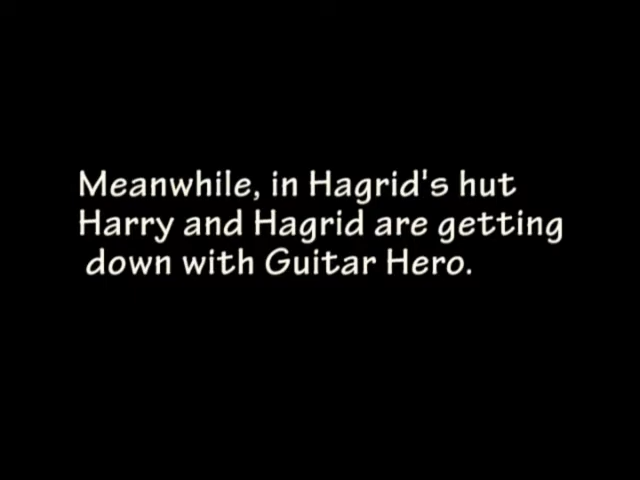 Meanwhile, in Hagrid's hut
Harry and Hagrid are getting
down with Guitar Hero.